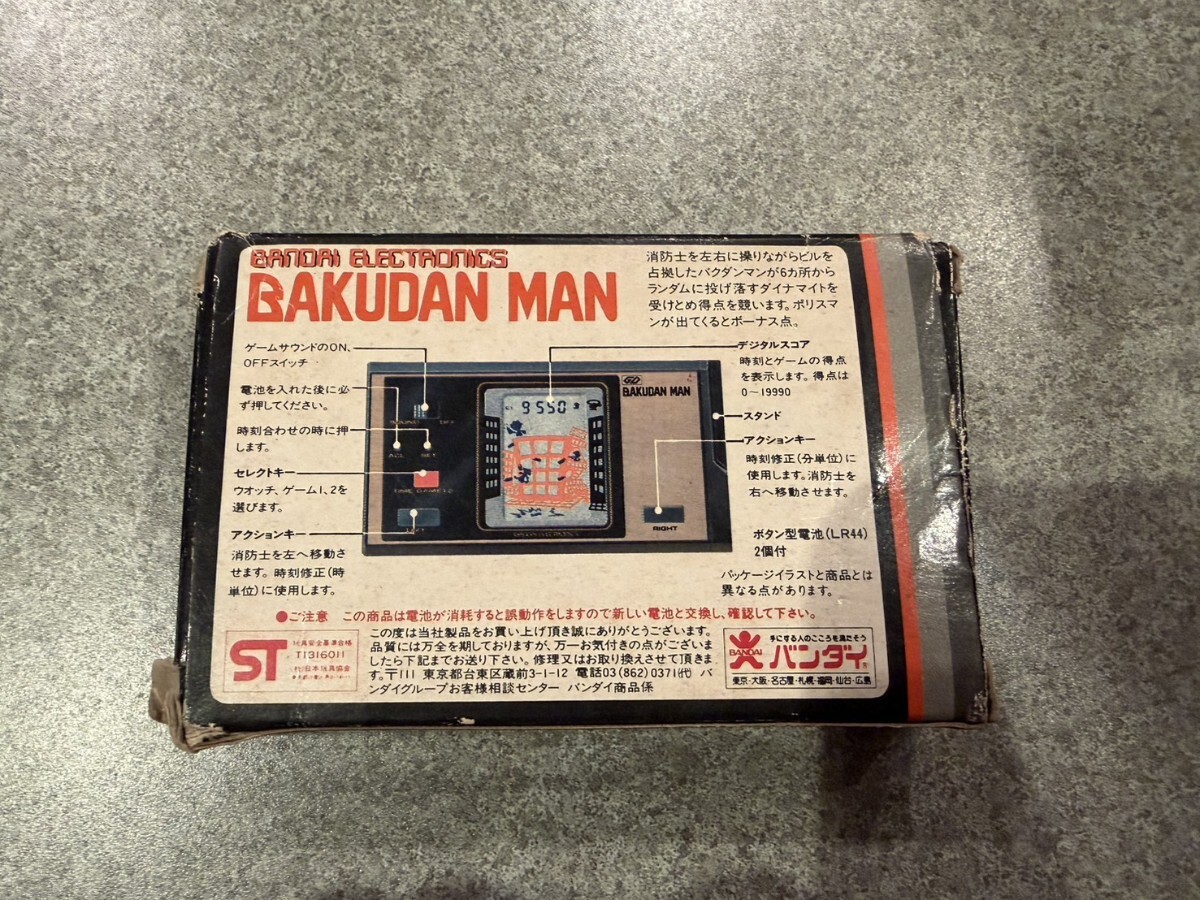 BANDAI ELECTRONICS
BAKUDAN MAN
消防士を左右に操りながらビルを
占拠したバクダンマンが6カ所から
ランダムに投げ落すダイナマイトを
受けとめ得点を競います。ポリスマ
ンが出てくるとボーナス点。
ゲームサウンドのON、
OFFスイッチ
電池を入れた後に必
ず押してください。
時刻合わせの時に押
します。
セレクトキー
ウオッチ、ゲーム1、2を
選びます。
アクションキー
消防士を左へ移動さ
せます。時刻修正(時
単位)に使用します。
9550
BAKUDAN MAN
ACL
SET
RIGHT
デジタルスコア
時刻とゲームの得点
を表示します。得点は
0〜19990
スタンド
アクションキー
時刻修正(分単位)に
使用します。消防士を
右へ移動させます。
ボタン型電池(LR44)
2個付
パッケージイラストと商品とは
異なる点があります。
●ご注意 この商品は電池が消耗すると誤動作をしますので新しい電池と交換し、確認して下さい。
ST
玩具安全基準合格
T1316011
(社)日本玩具協会
この度は当社製品をお買い上げ頂き誠にありがとうございます。
品質には万全を期しておりますが、万一お気付きの点がございま
したら下記までお送り下さい。修理又はお取り換えさせて頂きま
す。〒111 東京都台東区蔵前3-1-12 電話03(862)0371(代) バ
ンダイグループお客様相談センター バンダイ商品係
手にする人のこころを満たそう
BANDAI バンダイ
東京・大阪・名古屋・札幌・福岡・仙台・広島